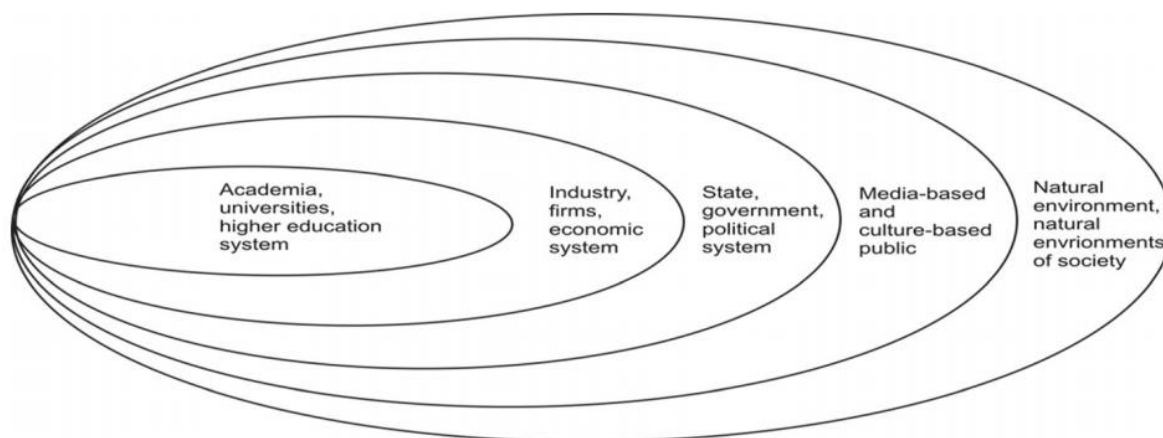 Academia,
universities,
higher education
system
Industry,
firms,
economic
system
State,
government,
political
system
Media-based
and
culture-based
public
Natural
environment,
natural
envrionments
of society